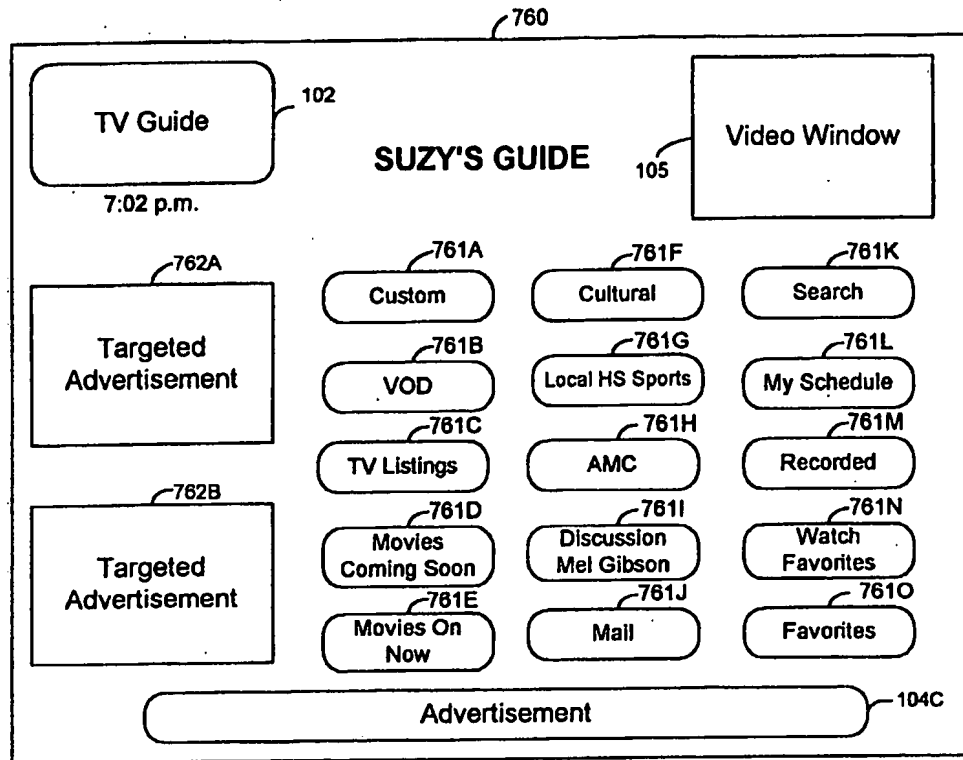 760
TV Guide
102
7:02 p.m.
SUZY'S GUIDE
105
Video Window
762A
Targeted
Advertisement
762B
Targeted
Advertisement
761A
Custom
761B
VOD
761C
TV Listings
761D
Movies
Coming Soon
761E
Movies On
Now
761F
Cultural
761G
Local HS Sports
761H
AMC
761I
Discussion
Mel Gibson
761J
Mail
761K
Search
761L
My Schedule
761M
Recorded
761N
Watch
Favorites
761O
Favorites
Advertisement
104C